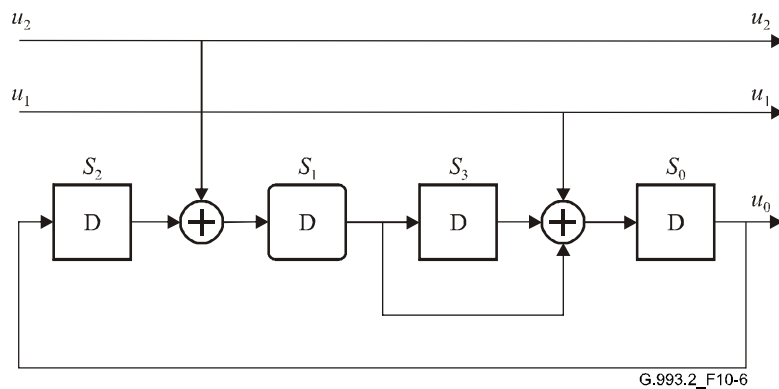 u₂ u₂
u₁ u₁
S₂ S₁ S₃ S₀
D D D D u₀
G.993.2_F10-6